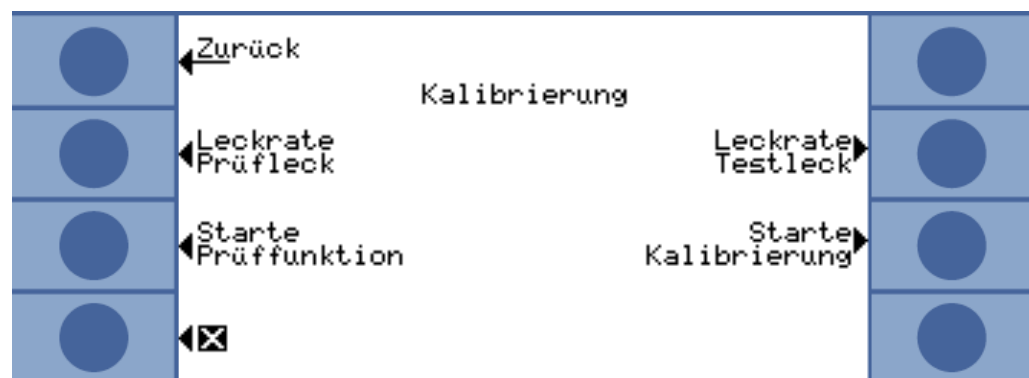 Zurück
Kalibrierung
Leckrate
Prüfleck
Leckrate
Testleck
Starte
Prüffunktion
Starte
Kalibrierung